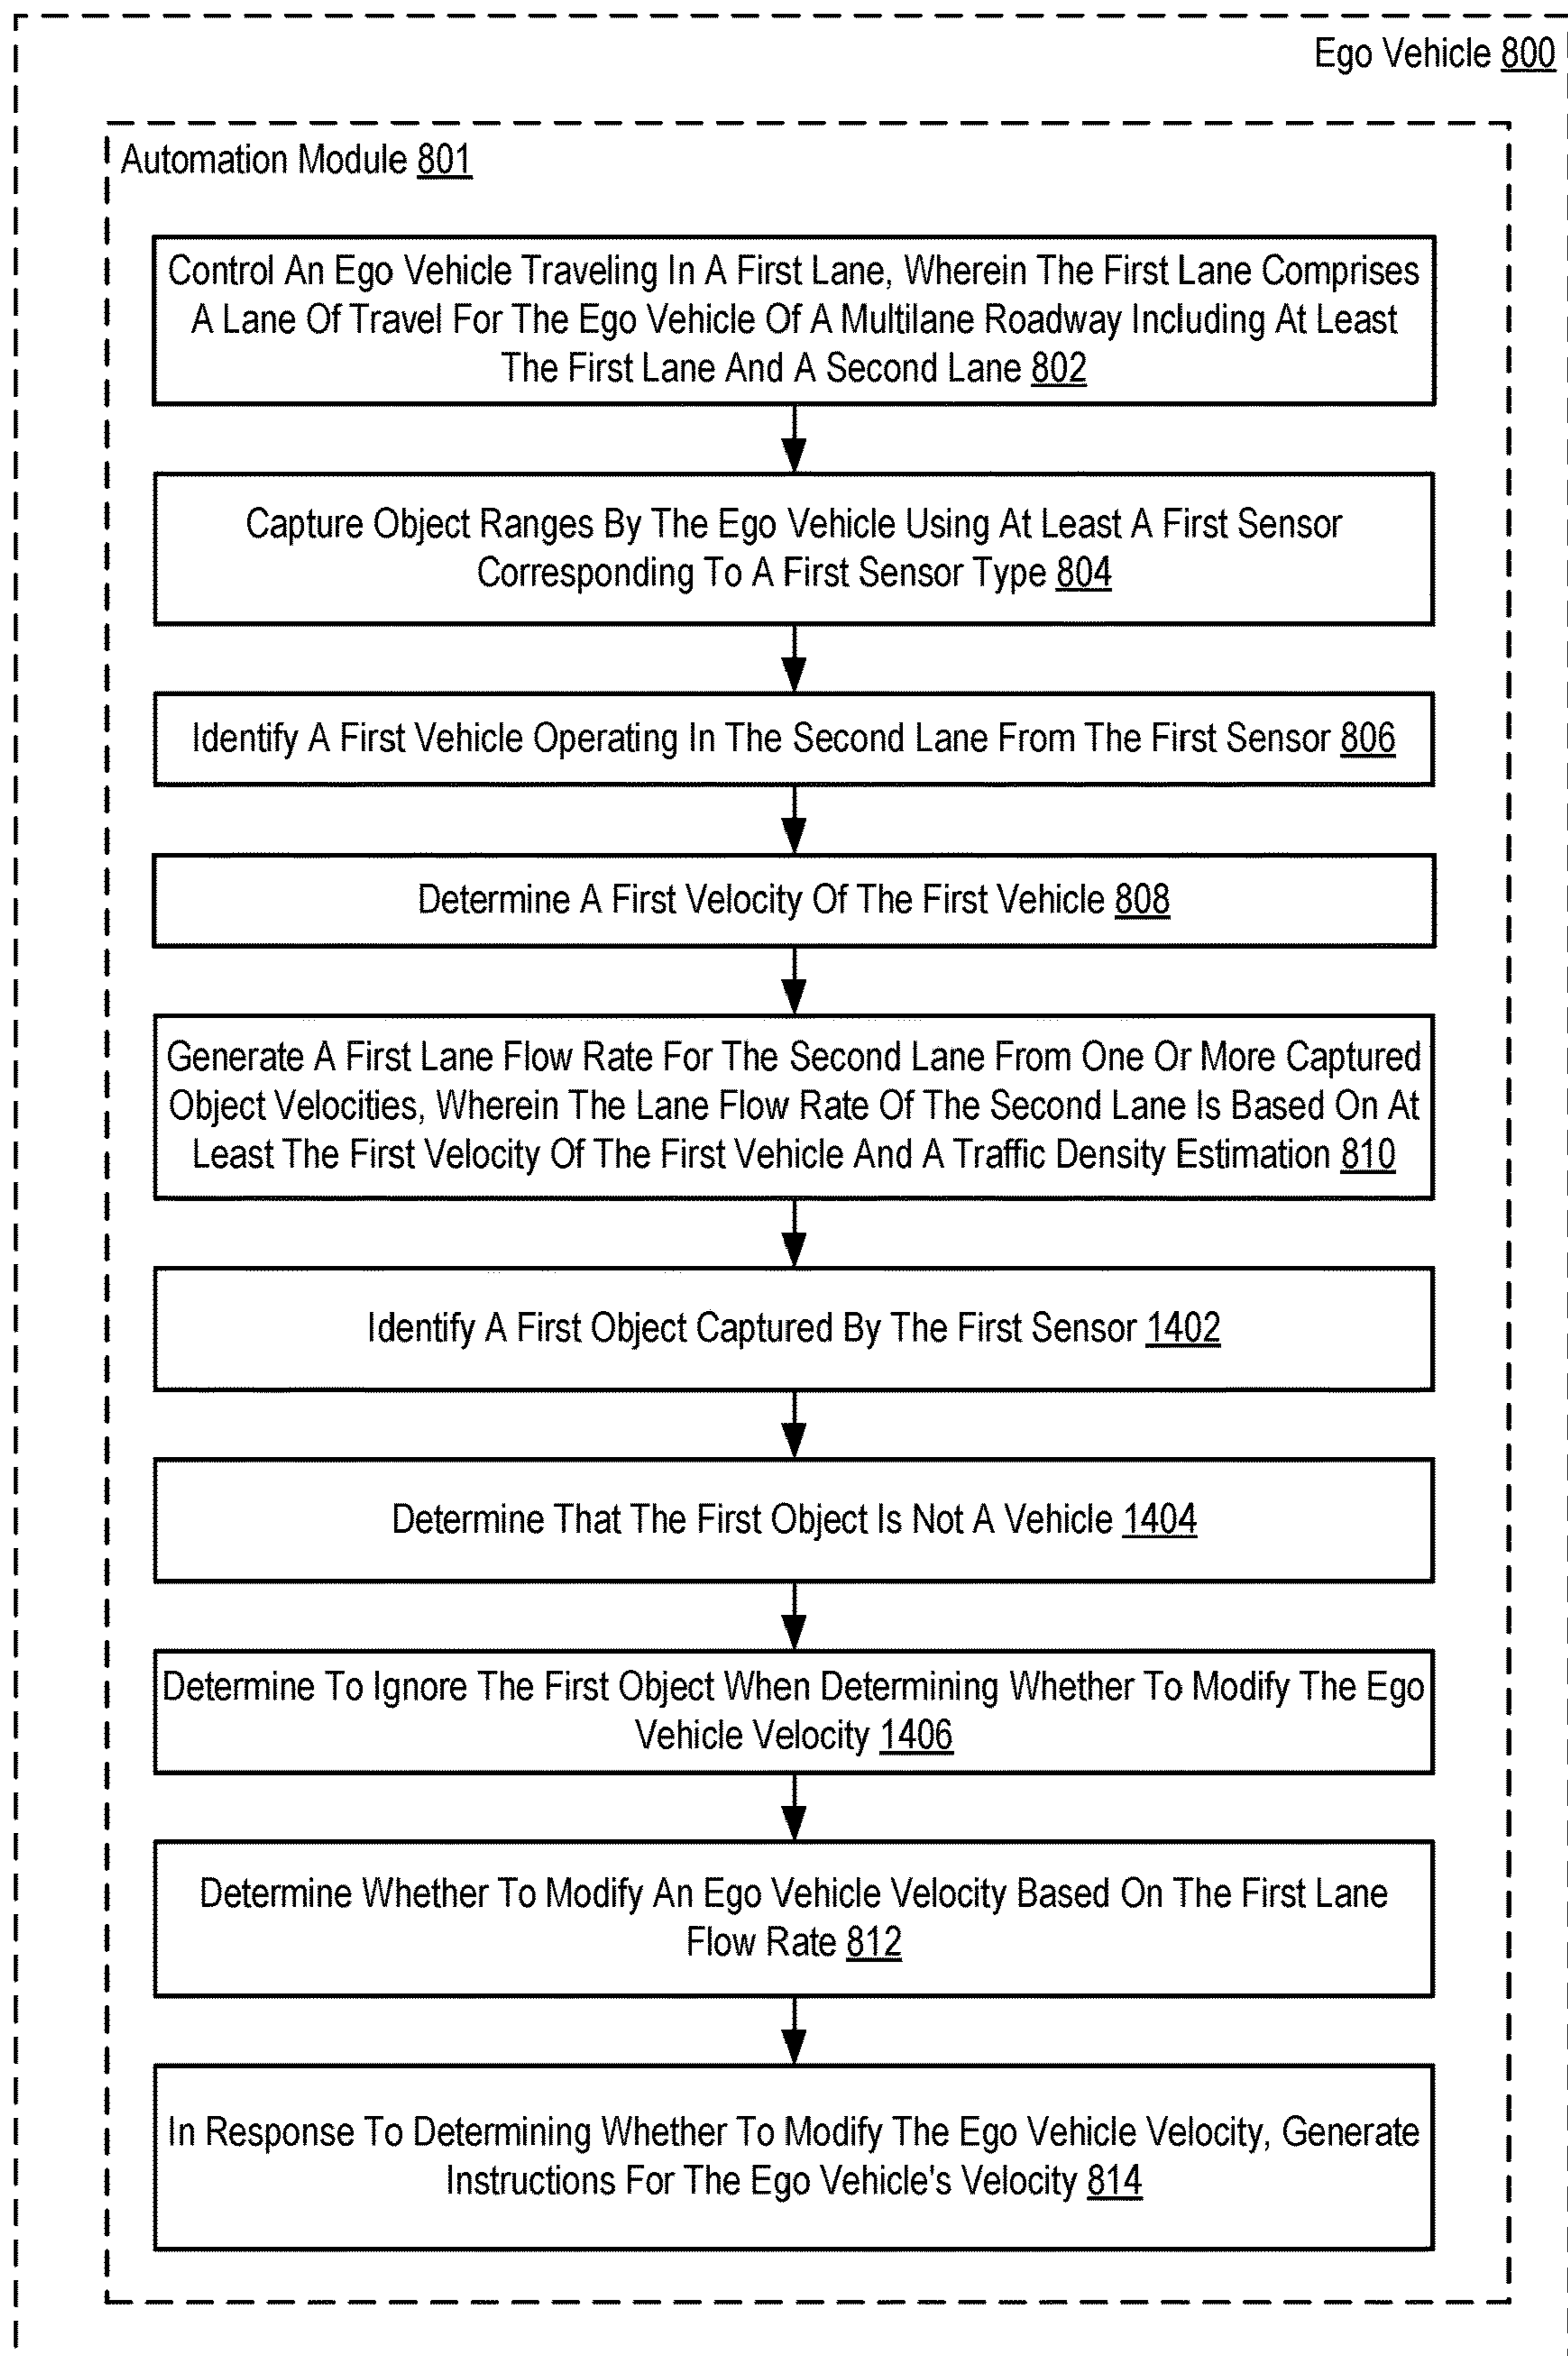 Ego Vehicle 800
Automation Module 801
Control An Ego Vehicle Traveling In A First Lane, Wherein The First Lane Comprises
A Lane Of Travel For The Ego Vehicle Of A Multilane Roadway Including At Least
The First Lane And A Second Lane 802
Capture Object Ranges By The Ego Vehicle Using At Least A First Sensor
Corresponding To A First Sensor Type 804
Identify A First Vehicle Operating In The Second Lane From The First Sensor 806
Determine A First Velocity Of The First Vehicle 808
Generate A First Lane Flow Rate For The Second Lane From One Or More Captured
Object Velocities, Wherein The Lane Flow Rate Of The Second Lane Is Based On At
Least The First Velocity Of The First Vehicle And A Traffic Density Estimation 810
Identify A First Object Captured By The First Sensor 1402
Determine That The First Object Is Not A Vehicle 1404
Determine To Ignore The First Object When Determining Whether To Modify The Ego
Vehicle Velocity 1406
Determine Whether To Modify An Ego Vehicle Velocity Based On The First Lane
Flow Rate 812
In Response To Determining Whether To Modify The Ego Vehicle Velocity, Generate
Instructions For The Ego Vehicle's Velocity 814